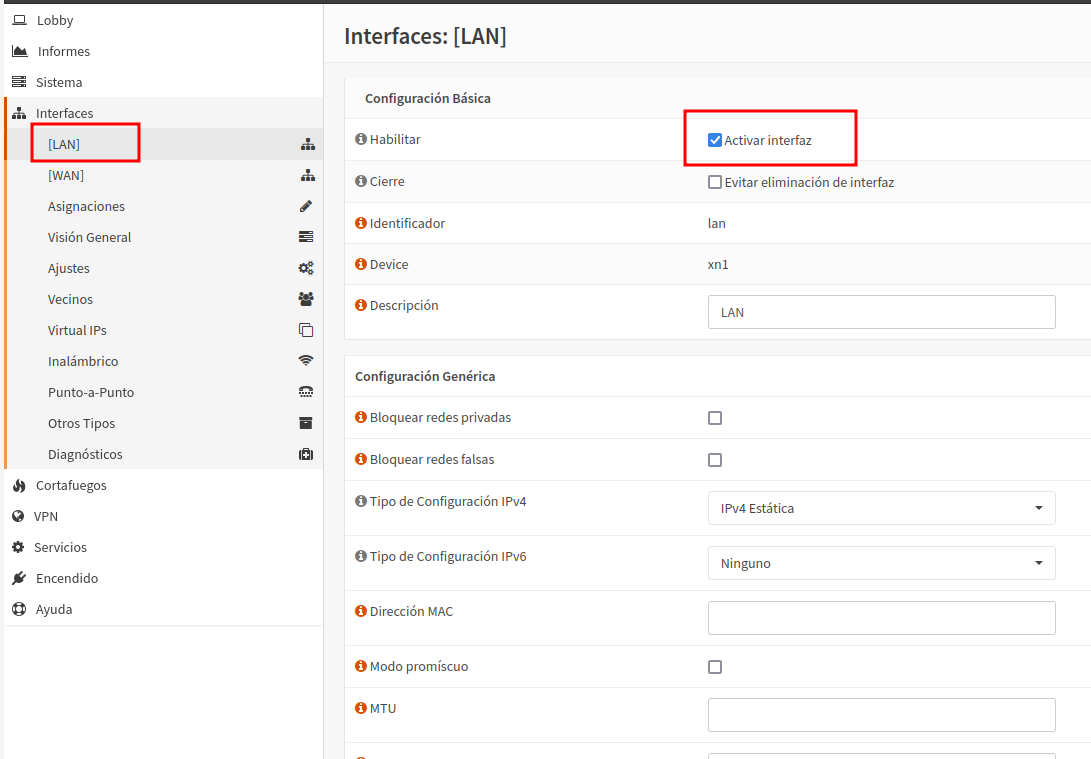 Lobby
Informes
Sistema
Interfaces
[LAN]
[WAN]
Asignaciones
Visión General
Ajustes
Vecinos
Virtual IPs
Inalámbrico
Punto-a-Punto
Otros Tipos
Diagnósticos
Cortafuegos
VPN
Servicios
Encendido
Ayuda
Interfaces: [LAN]
Configuración Básica
Habilitar Activar interfaz
Cierre Evitar eliminación de interfaz
Identificador lan
Device xn1
Descripción LAN
Configuración Genérica
Bloquear redes privadas
Bloquear redes falsas
Tipo de Configuración IPv4 IPv4 Estática
Tipo de Configuración IPv6 Ninguno
Dirección MAC
Modo promíscuo
MTU